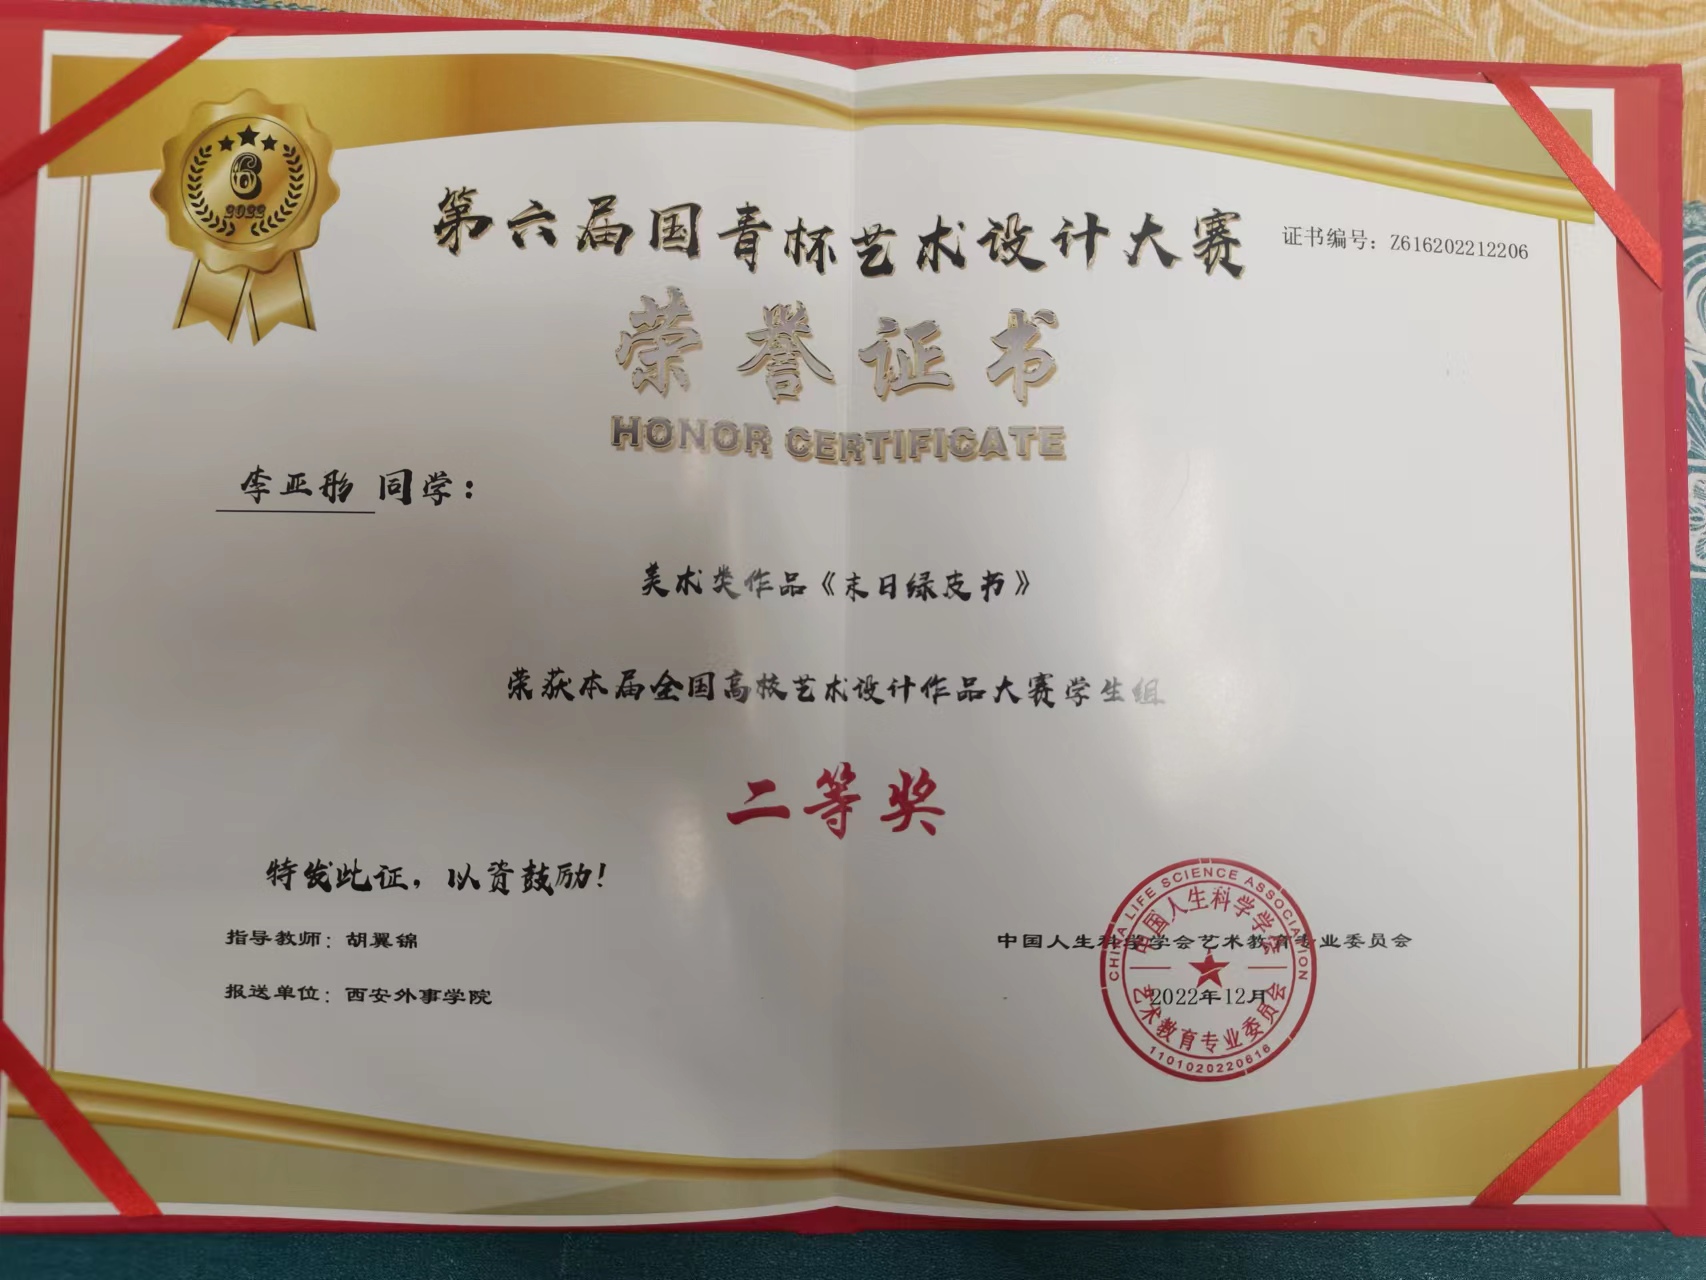 6
2022
第六届国青杯艺术设计大赛
证书编号：Z616202212206
荣誉证书
HONOR CERTIFICATE
李亚彤 同学：
美术类作品《末日绿皮书》
荣获本届全国高校艺术设计作品大赛学生组
二等奖
特发此证，以资鼓励！
指导教师：胡翼锦
报送单位：西安外事学院
中国人生科学学会艺术教育专业委员会
2022年12月
CHINA LIFE SCIENCE ASSOCIATION
中国人生科学学会
艺术教育专业委员会
1101020220616